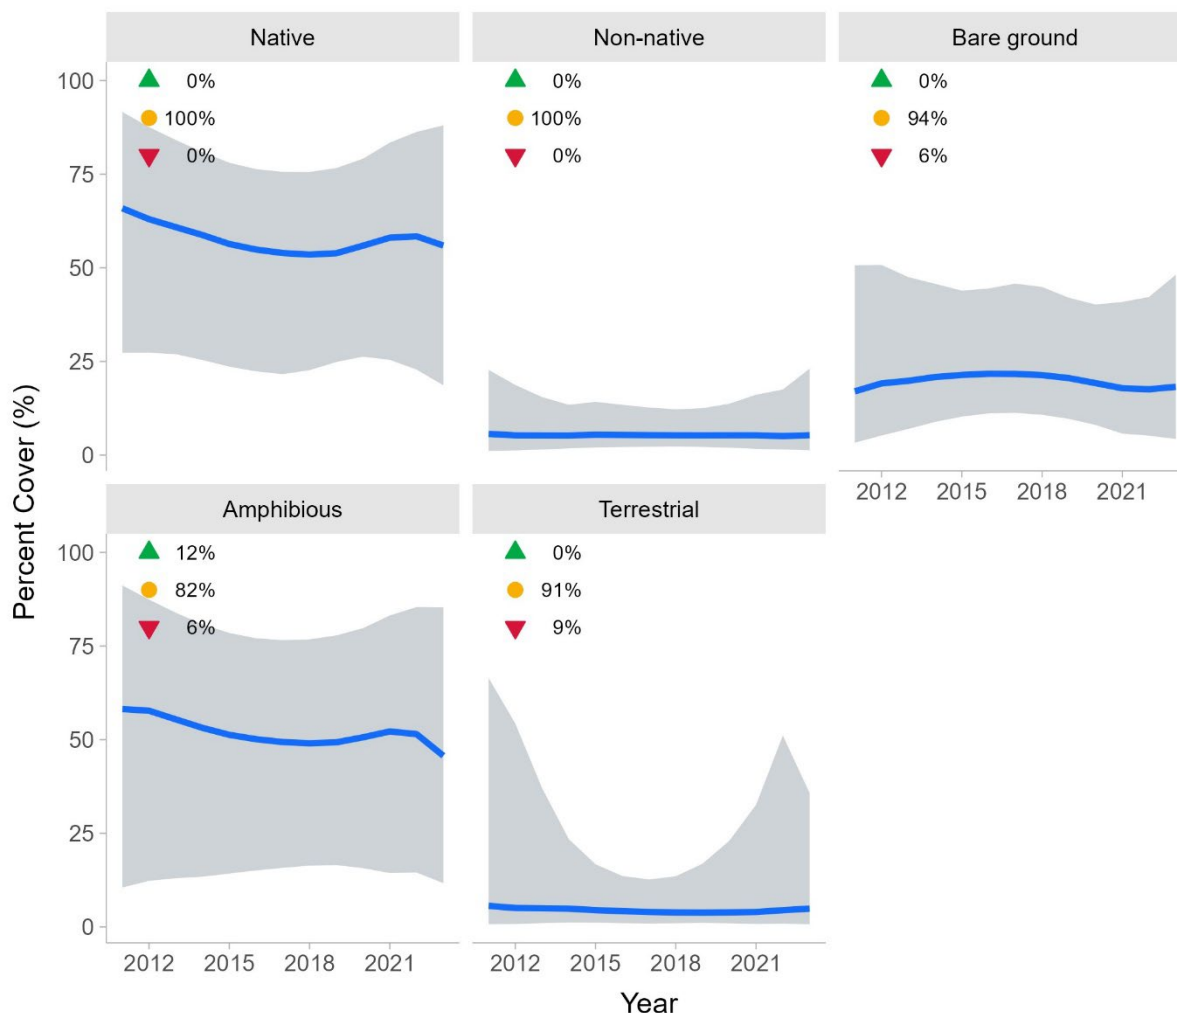 Native
Non-native
Bare ground
100
75
50
25
0
0%
100%
0%
0%
100%
0%
0%
94%
6%
2012 2015 2018 2021
Amphibious
Terrestrial
100
75
50
25
0
12%
82%
6%
0%
91%
9%
2012 2015 2018 2021
2012 2015 2018 2021
Percent Cover (%)
Year